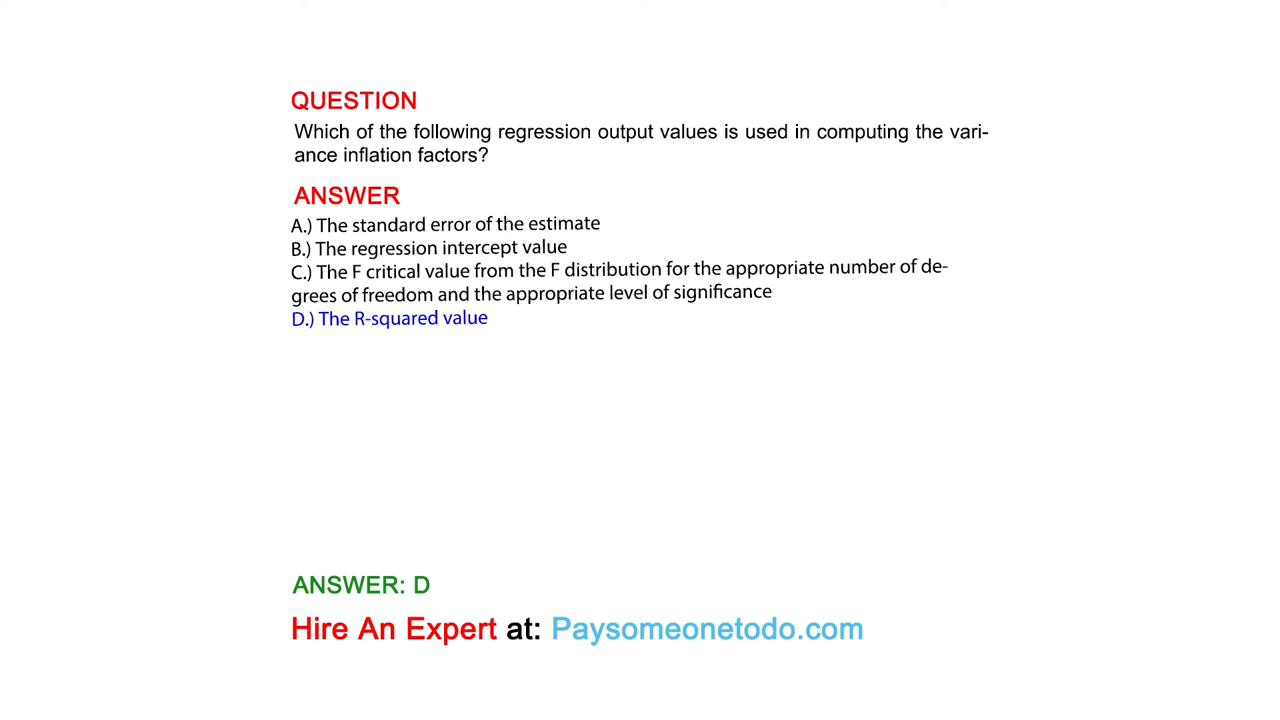 QUESTION
Which of the following regression output values is used in computing the vari-
ance inflation factors?
ANSWER
A.) The standard error of the estimate
B.) The regression intercept value
C.) The F critical value from the F distribution for the appropriate number of de-
grees of freedom and the appropriate level of significance
D.) The R-squared value
ANSWER: D
Hire An Expert at: Paysomeonetodo.com